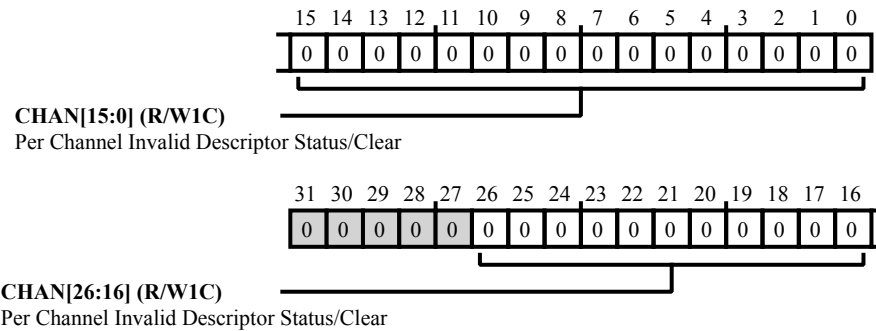 15 14 13 12 11 10 9 8 7 6 5 4 3 2 1 0
0 0 0 0 0 0 0 0 0 0 0 0 0 0 0 0
CHAN[15:0] (R/W1C)
Per Channel Invalid Descriptor Status/Clear
31 30 29 28 27 26 25 24 23 22 21 20 19 18 17 16
0 0 0 0 0 0 0 0 0 0 0 0 0 0 0 0
CHAN[26:16] (R/W1C)
Per Channel Invalid Descriptor Status/Clear